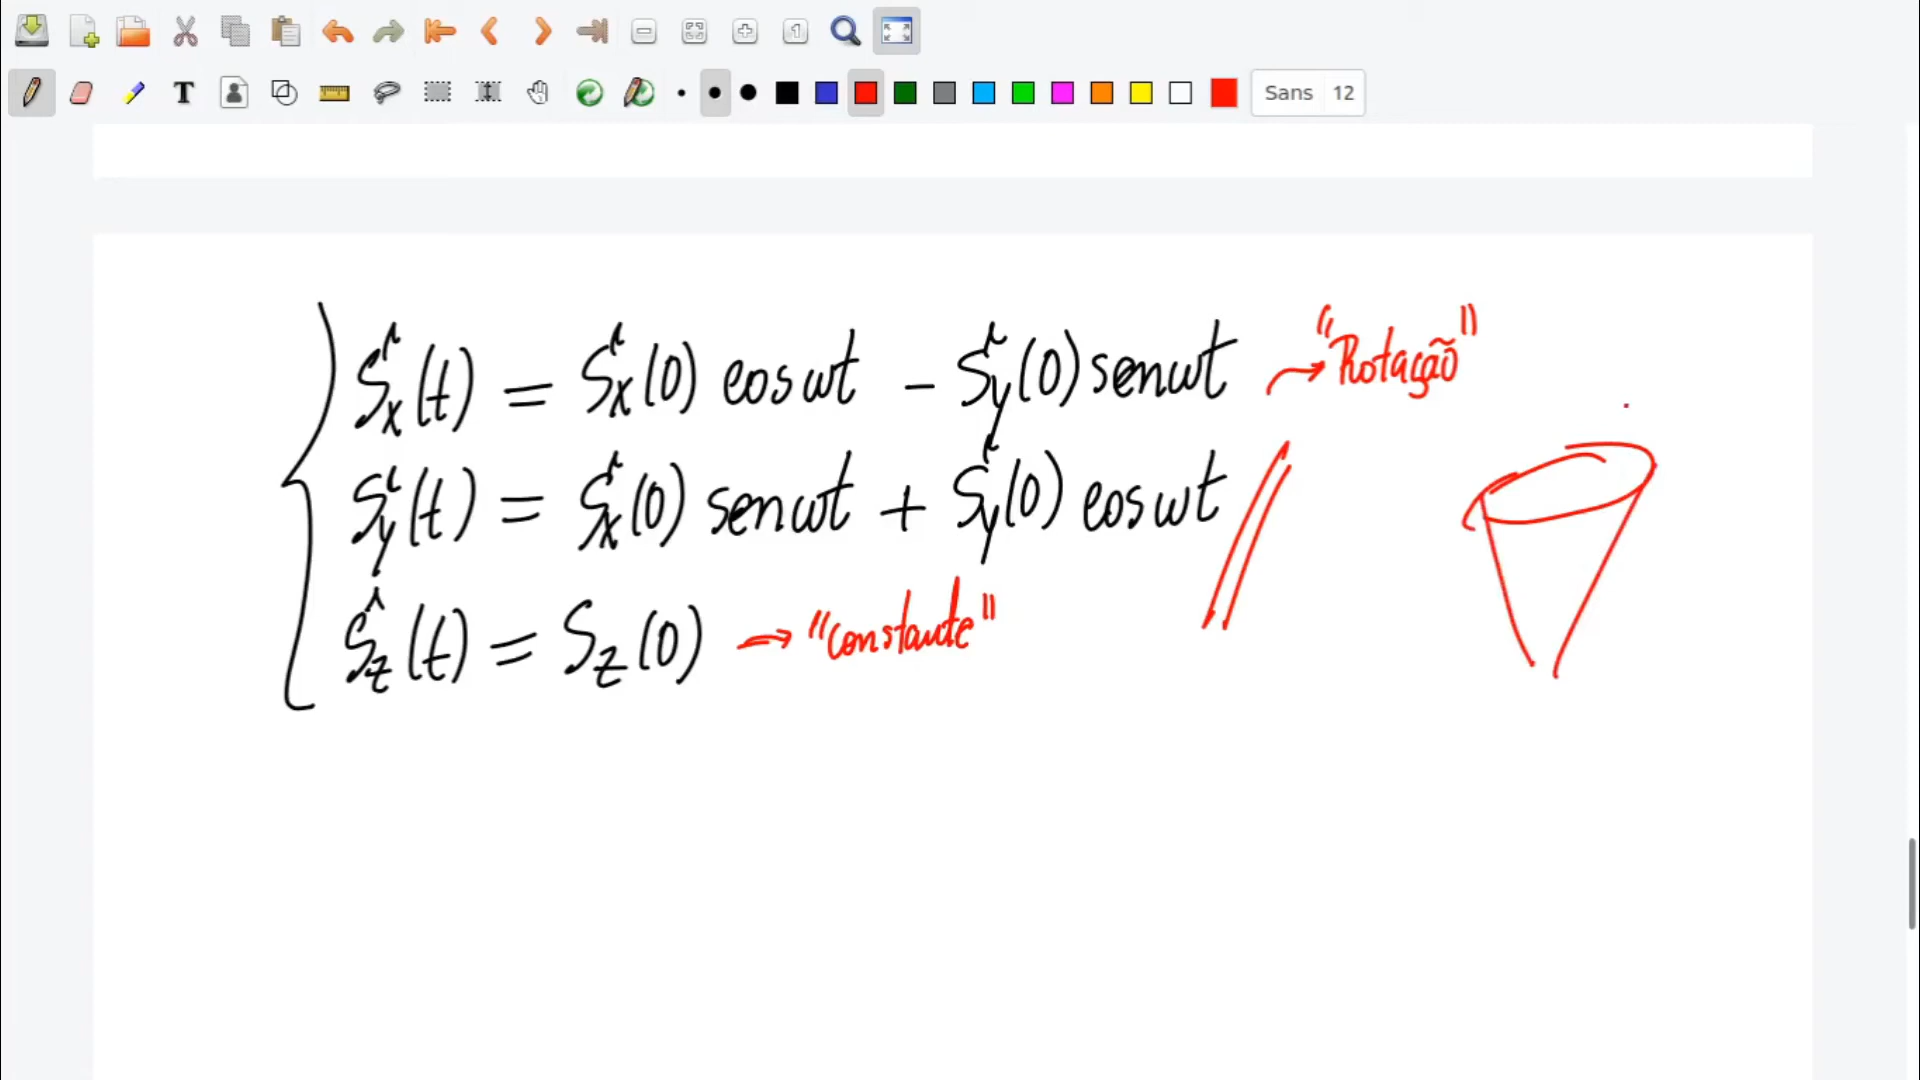 T Sans 12
Ŝx(t) = Ŝx(0) cos ωt − Ŝy(0) sen ωt → "Rotação"
Ŝy(t) = Ŝx(0) sen ωt + Ŝy(0) cos ωt
Ŝz(t) = Sz(0) → "constante"